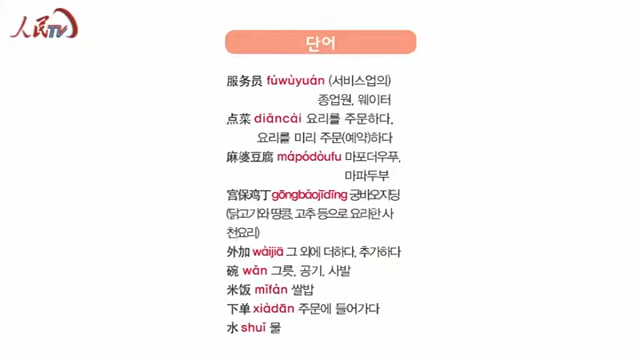 人民TV
단어
服务员 fúwùyuán (서비스업의)
종업원, 웨이터
点菜 diǎncài 요리를 주문하다,
요리를 미리 주문(예약)하다
麻婆豆腐 mápódòufu 마포더우푸,
마파두부
宫保鸡丁 gōngbǎojīdīng 궁바오지딩
(닭고기와 땅콩, 고추 등으로 요리한 사
천요리)
外加 wàijiā 그 외에 더하다, 추가하다
碗 wǎn 그릇, 공기, 사발
米饭 mǐfàn 쌀밥
下单 xiàdān 주문에 들어가다
水 shuǐ 물